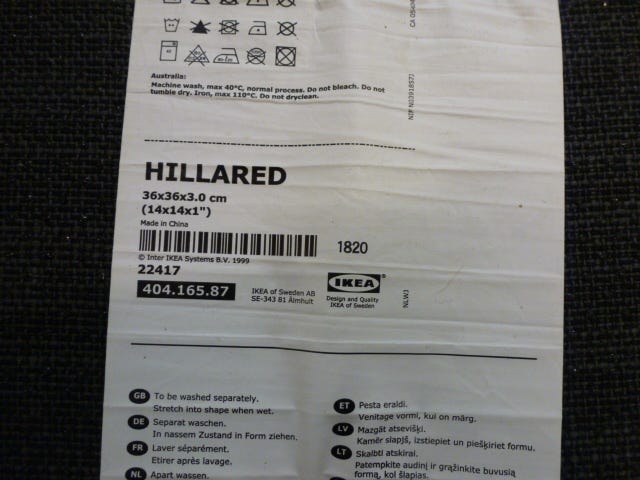 Australia:
Machine wash, max 40°C, normal process. Do not bleach. Do not
tumble dry. Iron, max 110°C. Do not dryclean.
HILLARED
36x36x3.0 cm
(14x14x1")
Made in China
1820
© Inter IKEA Systems B.V. 1999
22417
404.165.87
IKEA of Sweden AB
SE-343 81 Älmhult
IKEA®
Design and Quality
IKEA of Sweden
NLW3
GB To be washed separately.
Stretch into shape when wet.
DE Separat waschen.
In nassem Zustand in Form ziehen.
FR Laver séparément.
Etirer après lavage.
NL Apart wassen.
ET Pesta eraldi.
Venitage vormi, kui on märg.
LV Mazgāt atsevišķi.
Kamēr slapjš, izstiepiet un piešķiriet formu.
LT Skalbti atskirai.
Patempkite audinį ir grąžinkite buvusią
formą, kol šlapias.